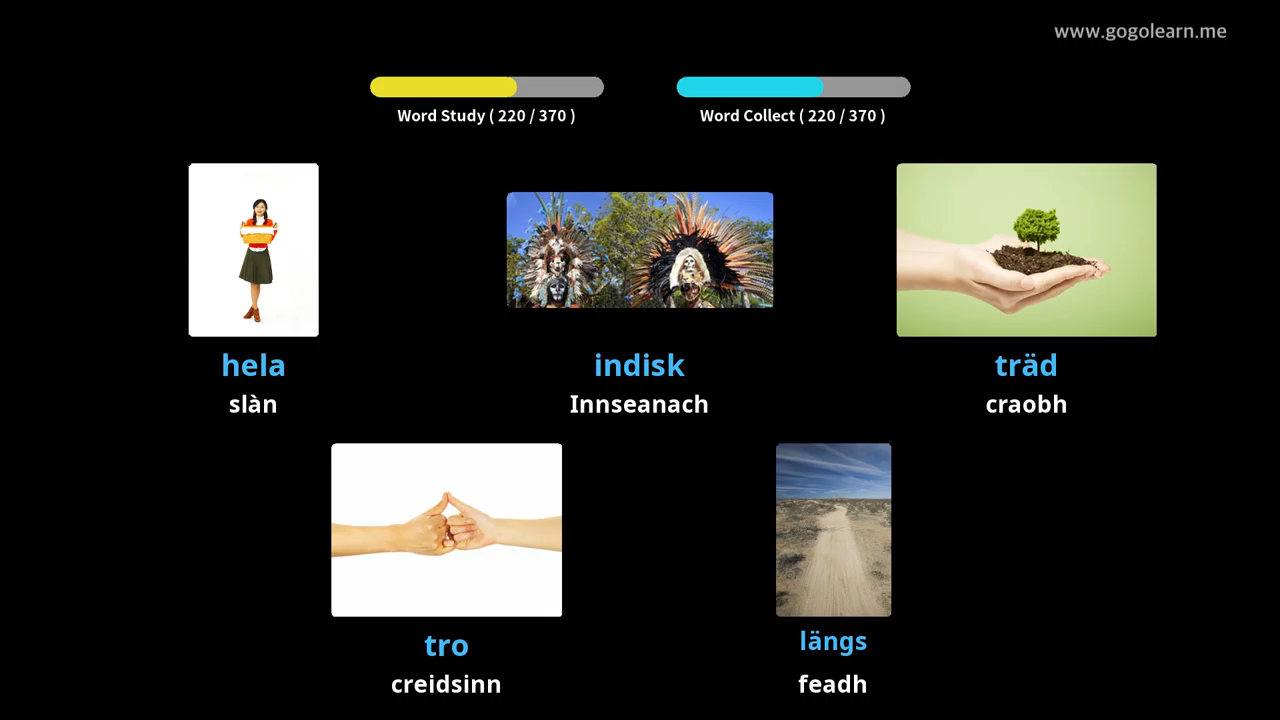 www.gogolearn.me
Word Study ( 220 / 370 )
Word Collect ( 220 / 370 )
hela
slàn
indisk
Innseanach
träd
craobh
tro
creidsinn
längs
feadh